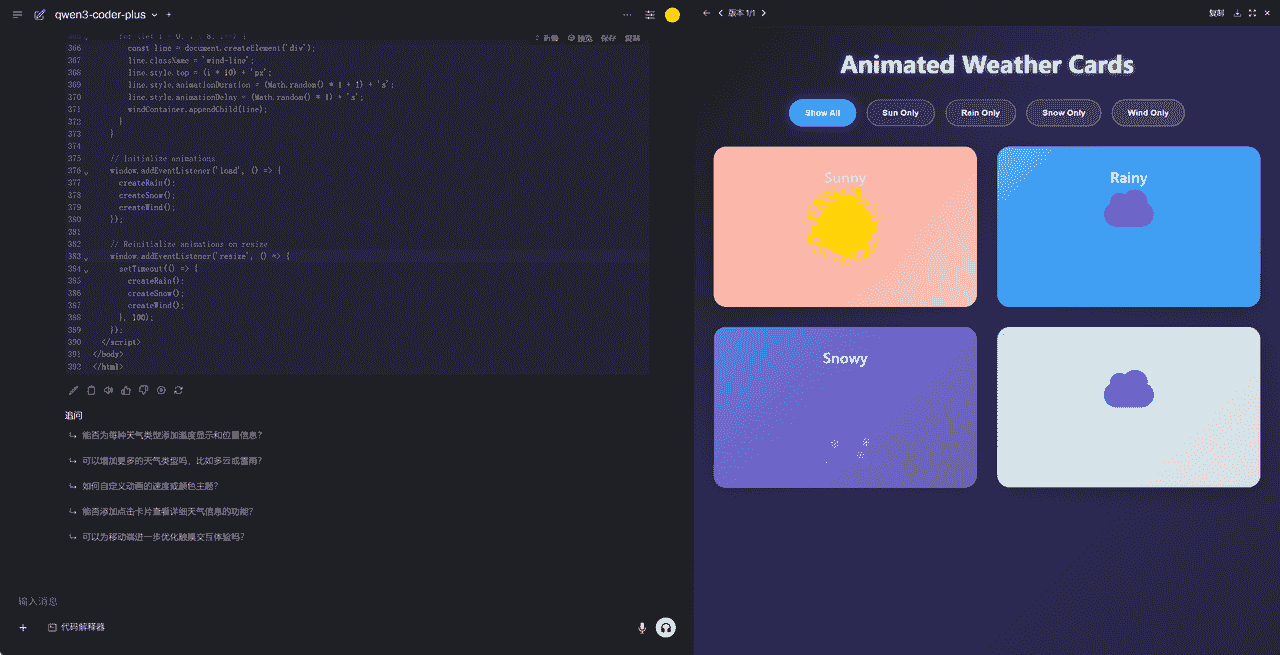 qwen3-coder-plus
366 const line = document.createElement('div');
367 line.className = 'wind-line';
368 line.style.top = (i * 10) + 'px';
369 line.style.animationDuration = (Math.random() * 1 + 1) + 's';
370 line.style.animationDelay = (Math.random() * 1) + 's';
371 windContainer.appendChild(line);
372 }
373 }
374
375 // Initialize animations
376 window.addEventListener('load', () => {
377 createRain();
378 createSnow();
379 createWind();
380 });
381
382 // Reinitialize animations on resize
383 window.addEventListener('resize', () => {
384 setTimeout(() => {
385 createRain();
386 createSnow();
387 createWind();
388 }, 100);
389 });
390 </script>
391 </body>
392 </html>
追问
能否为每种天气类型添加温度显示和位置信息?
可以增加更多的天气类型吗，比如多云或雷雨?
如何自定义动画的速度或颜色主题?
能否添加点击卡片查看详细天气信息的功能?
可以为移动端进一步优化触摸交互体验吗?
输入消息
代码解释器
版本 1/1
复制
Animated Weather Cards
Show All
Sun Only
Rain Only
Snow Only
Wind Only
Sunny
Rainy
Snowy